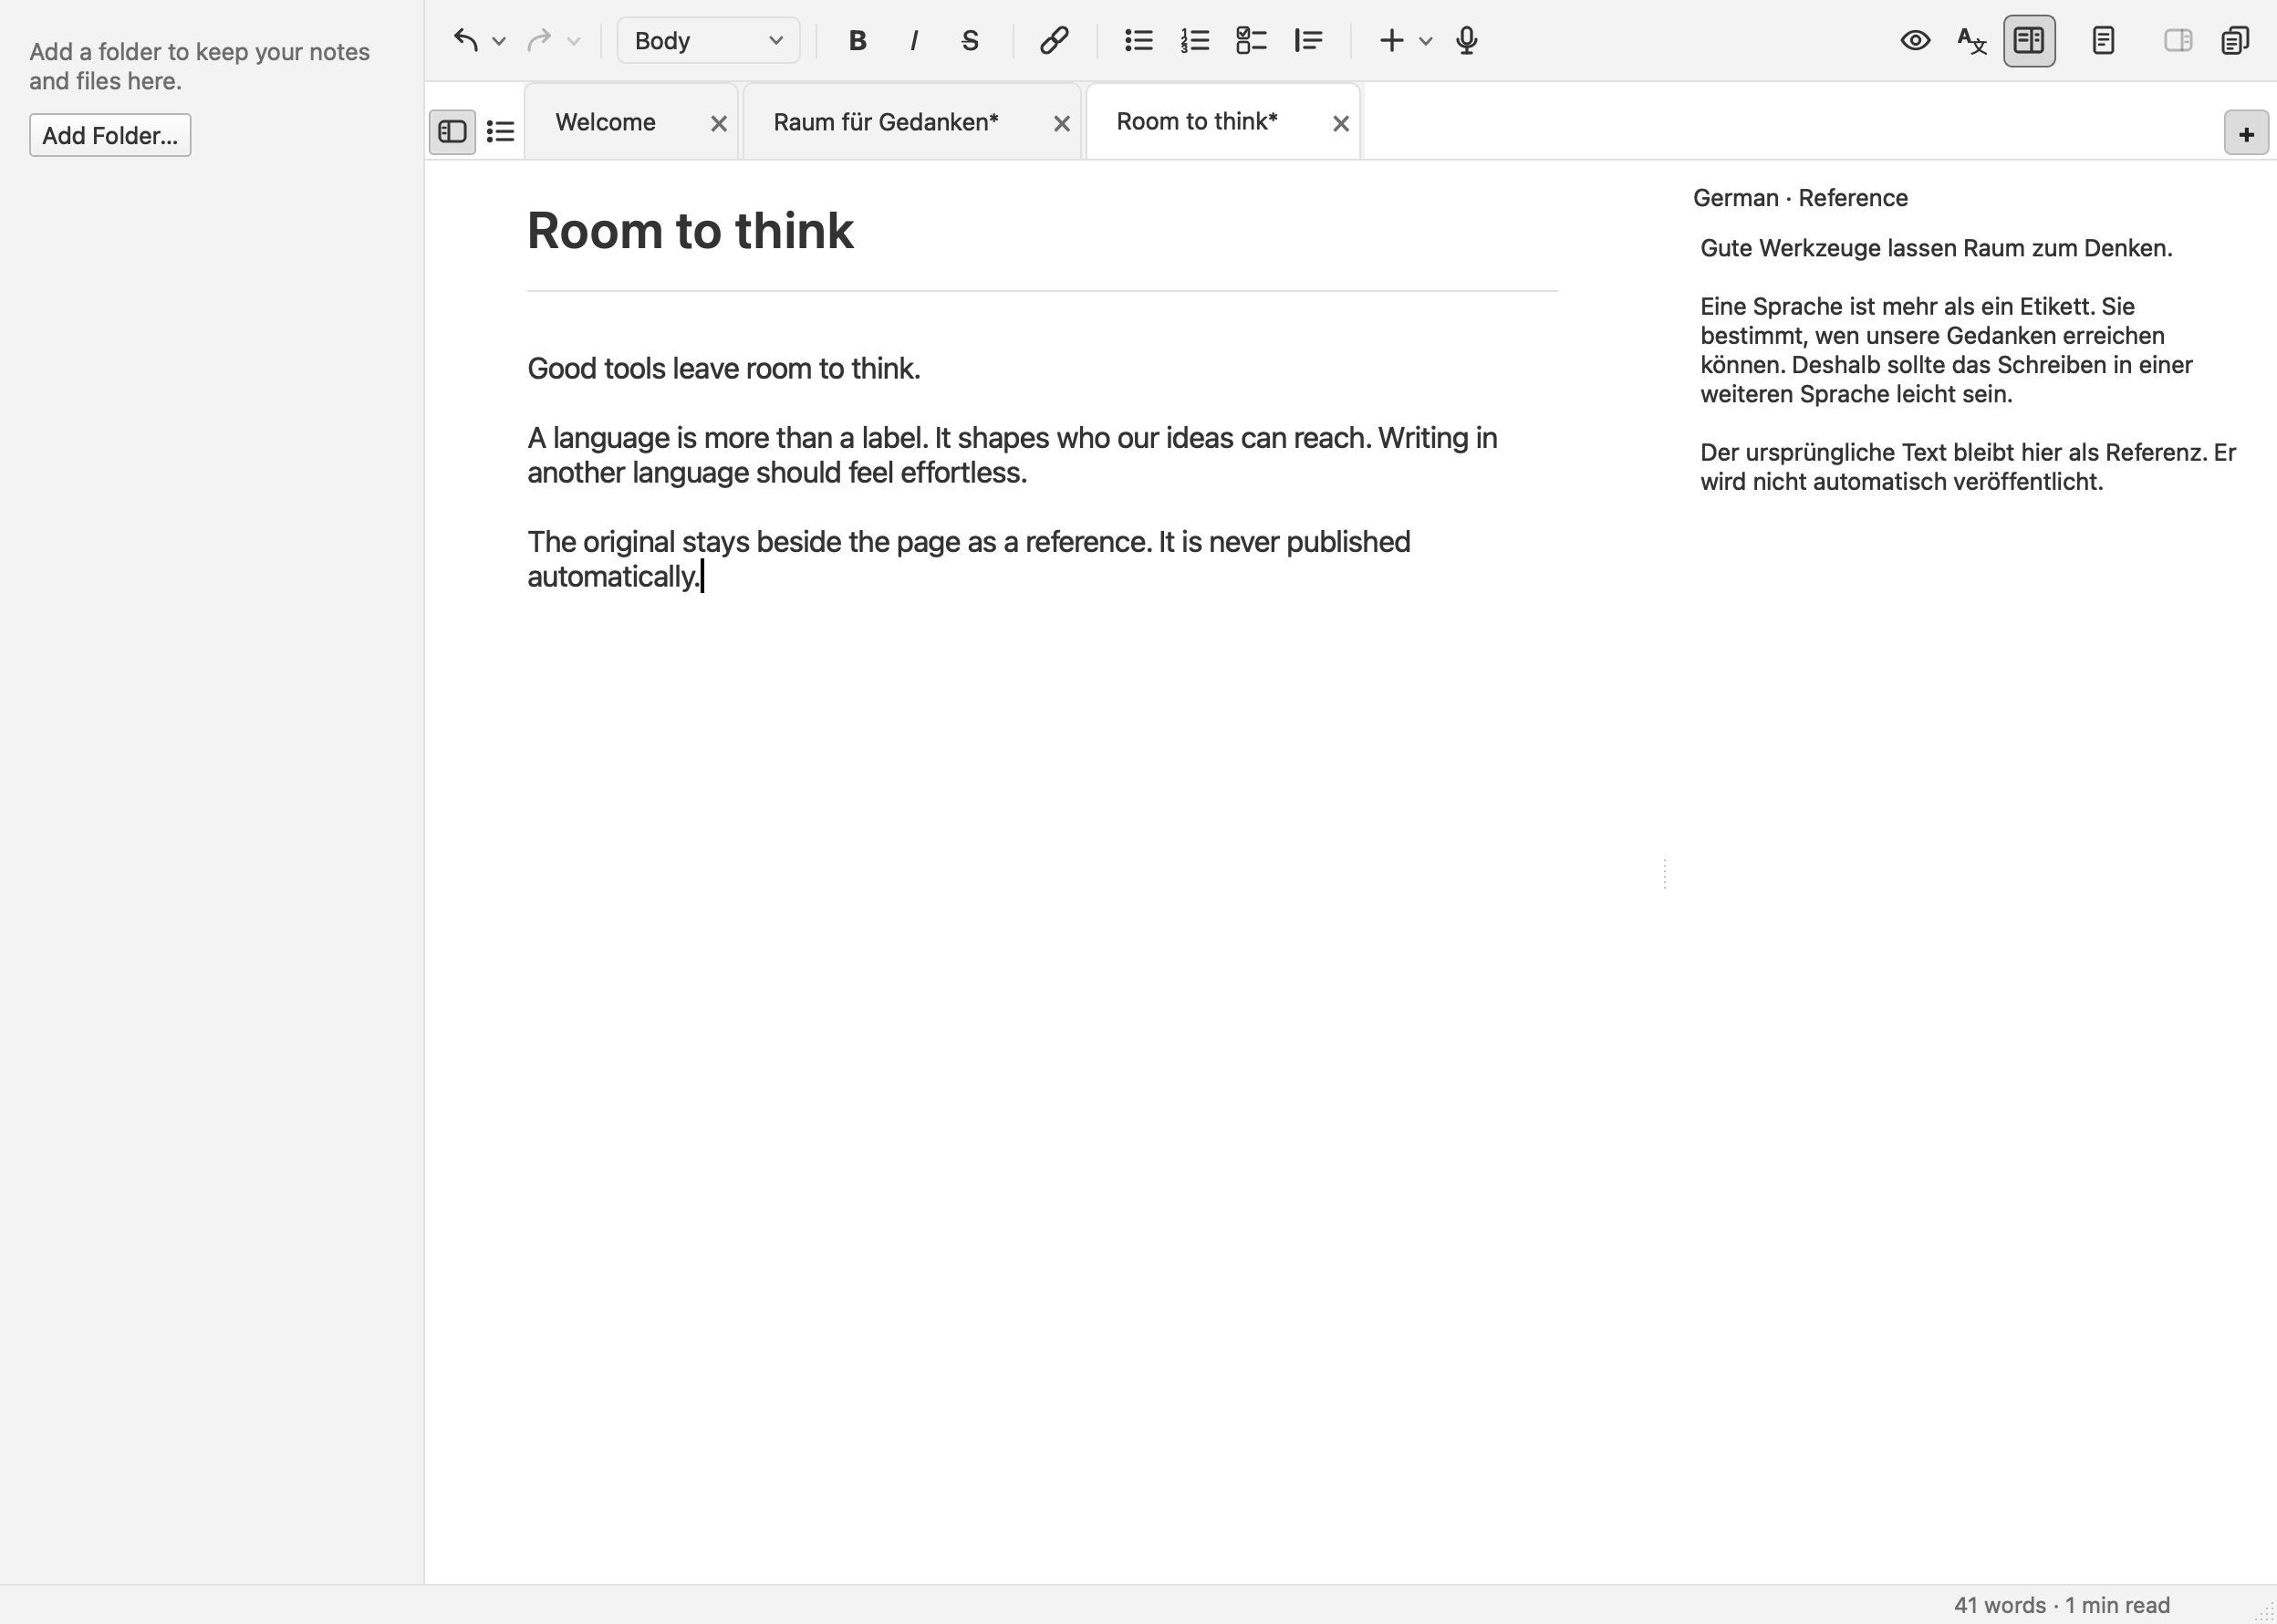 Add a folder to keep your notes
and files here.
Add Folder...
Body
B I S
Welcome
Raum für Gedanken*
Room to think*
Room to think
Good tools leave room to think.
A language is more than a label. It shapes who our ideas can reach. Writing in
another language should feel effortless.
The original stays beside the page as a reference. It is never published
automatically.
German · Reference
Gute Werkzeuge lassen Raum zum Denken.
Eine Sprache ist mehr als ein Etikett. Sie
bestimmt, wen unsere Gedanken erreichen
können. Deshalb sollte das Schreiben in einer
weiteren Sprache leicht sein.
Der ursprüngliche Text bleibt hier als Referenz. Er
wird nicht automatisch veröffentlicht.
41 words · 1 min read